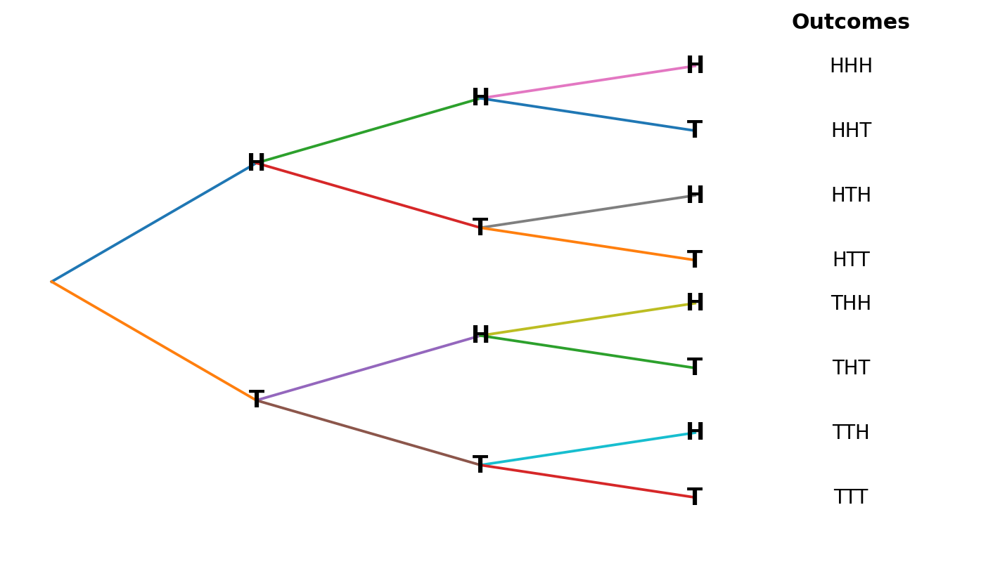 Outcomes
H HHH
H
T HHT
H
H HTH
T
T HTT
H THH
H
T THT
T
H TTH
T
T TTT